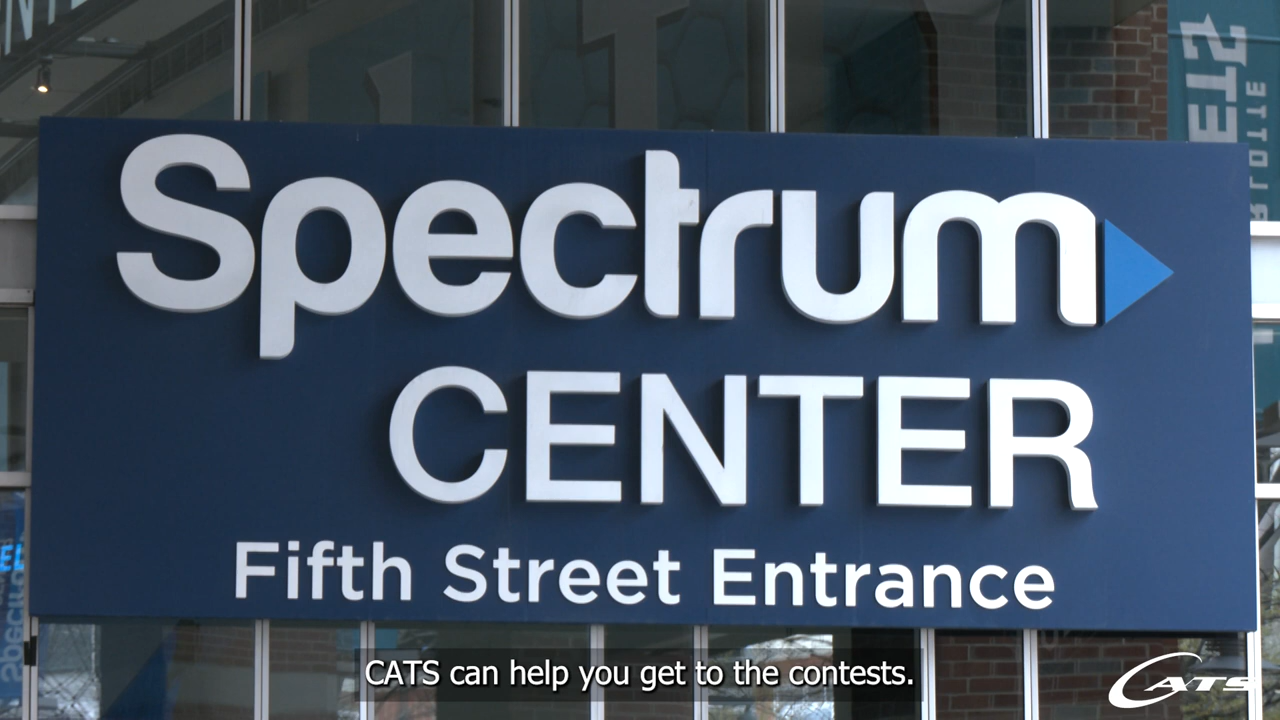 Spectrum
CENTER
Fifth Street Entrance
CATS can help you get to the contests.
CATS